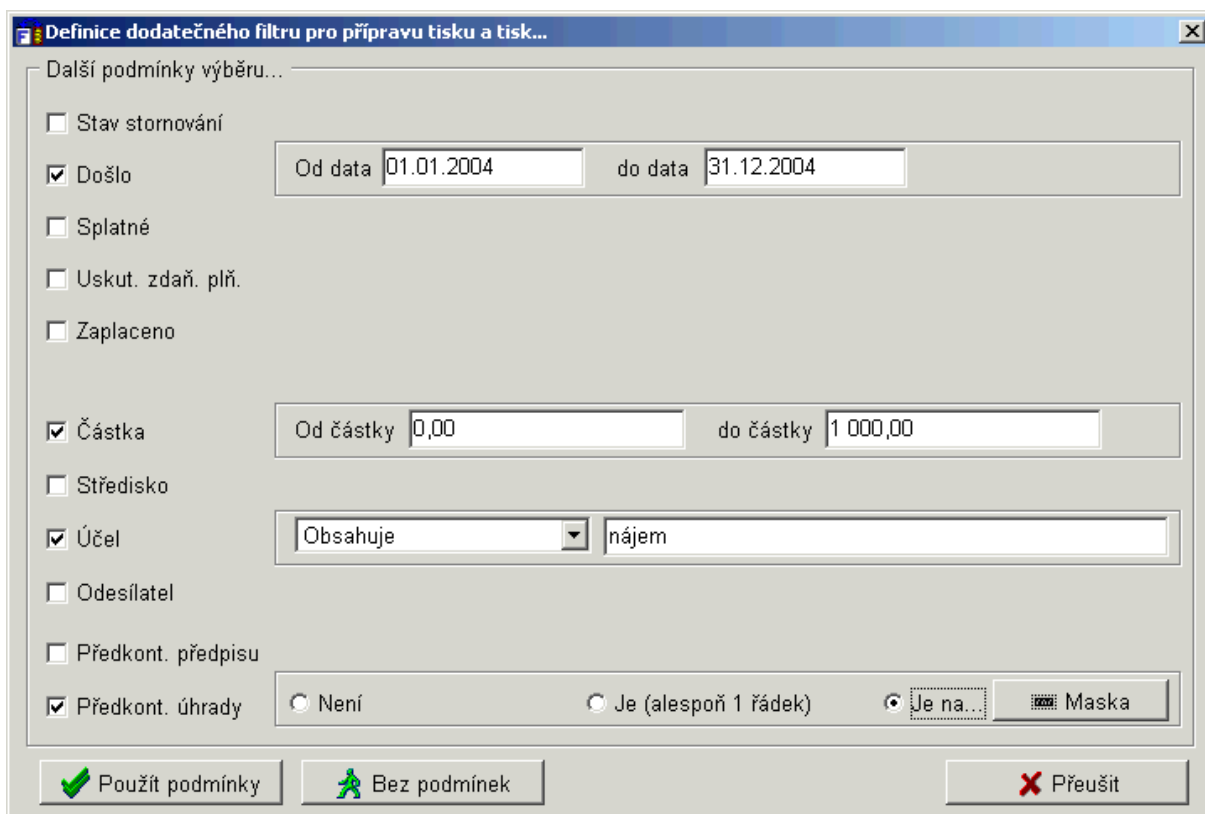 Definice dodatečného filtru pro přípravu tisku a tisk...
Další podmínky výběru...
Stav stornování
Došlo Od data 01.01.2004 do data 31.12.2004
Splatné
Uskut. zdaň. plň.
Zaplaceno
Částka Od částky 0,00 do částky 1 000,00
Středisko
Účel Obsahuje nájem
Odesílatel
Předkont. předpisu
Předkont. úhrady Není Je (alespoň 1 řádek) Je na... Maska
Použít podmínky Bez podmínek Přeušit